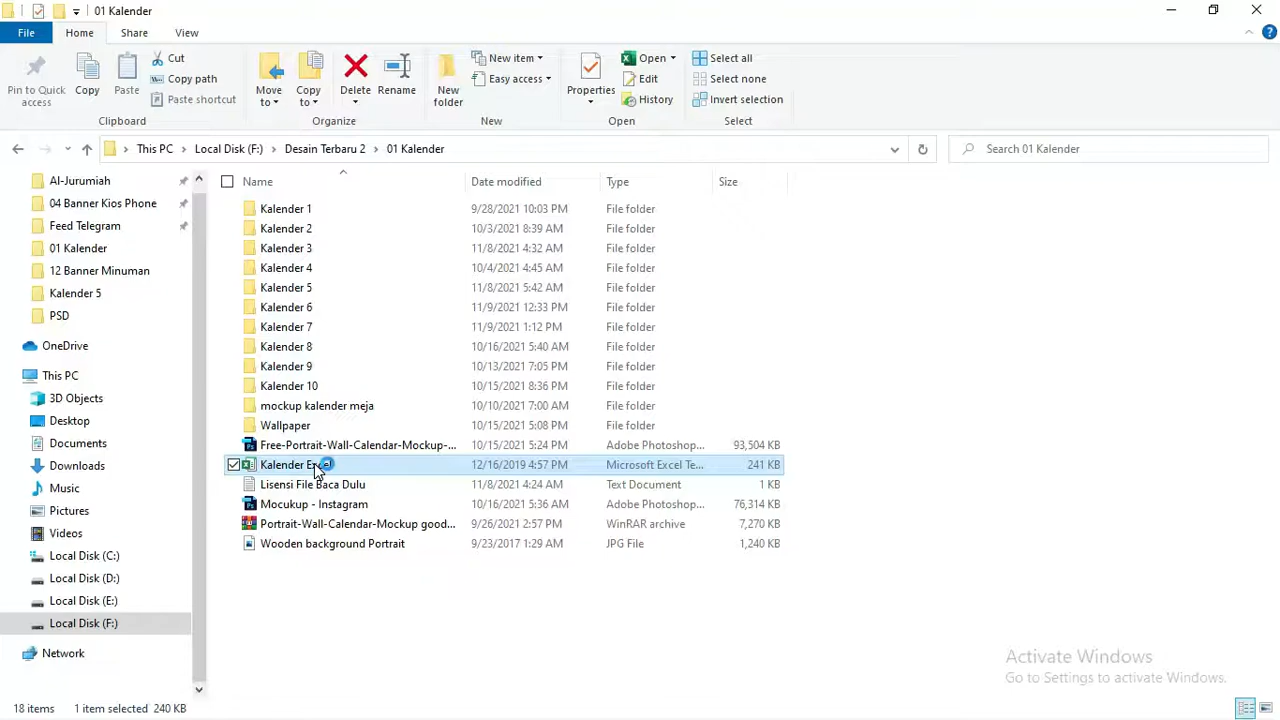 01 Kalender
File Home Share View
Pin to Quick access
Copy
Paste
Cut
Copy path
Paste shortcut
Clipboard
Move to
Copy to
Delete
Rename
Organize
New folder
New item
Easy access
New
Properties
Open
Edit
History
Open
Select all
Select none
Invert selection
Select
This PC Local Disk (F:) Desain Terbaru 2 01 Kalender
Search 01 Kalender
Al-Jurumiah
04 Banner Kios Phone
Feed Telegram
01 Kalender
12 Banner Minuman
Kalender 5
PSD
OneDrive
This PC
3D Objects
Desktop
Documents
Downloads
Music
Pictures
Videos
Local Disk (C:)
Local Disk (D:)
Local Disk (E:)
Local Disk (F:)
Network
Name Date modified Type Size
Kalender 1 9/28/2021 10:03 PM File folder
Kalender 2 10/3/2021 8:39 AM File folder
Kalender 3 11/8/2021 4:32 AM File folder
Kalender 4 10/4/2021 4:45 AM File folder
Kalender 5 11/8/2021 5:42 AM File folder
Kalender 6 11/9/2021 12:33 PM File folder
Kalender 7 11/9/2021 1:12 PM File folder
Kalender 8 10/16/2021 5:40 AM File folder
Kalender 9 10/13/2021 7:05 PM File folder
Kalender 10 10/15/2021 8:36 PM File folder
mockup kalender meja 10/10/2021 7:00 AM File folder
Wallpaper 10/15/2021 5:08 PM File folder
Free-Portrait-Wall-Calendar-Mockup-... 10/15/2021 5:24 PM Adobe Photoshop... 93,504 KB
Kalender 12/16/2019 4:57 PM Microsoft Excel Te... 241 KB
Lisensi File Baca Dulu 11/8/2021 4:24 AM Text Document 1 KB
Mocukup - Instagram 10/16/2021 5:36 AM Adobe Photoshop... 76,314 KB
Portrait-Wall-Calendar-Mockup good... 9/26/2021 2:57 PM WinRAR archive 7,270 KB
Wooden background Portrait 9/23/2017 1:29 AM JPG File 1,240 KB
Activate Windows
Go to Settings to activate Windows.
18 items 1 item selected 240 KB